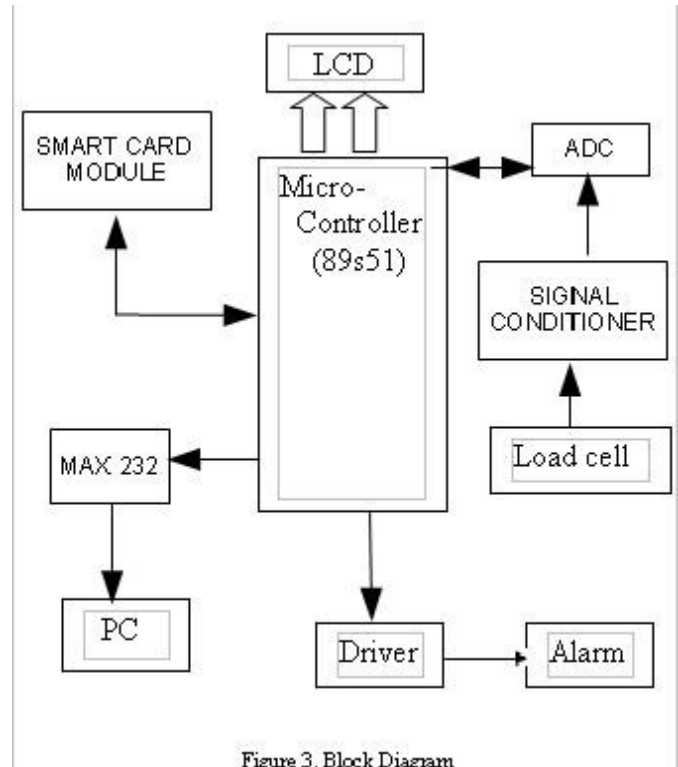 LCD
SMART CARD
MODULE
ADC
Micro-
Controller
(89s51)
SIGNAL
CONDITIONER
Load cell
MAX 232
PC
Driver
Alarm
Figure 3. Block Diagram